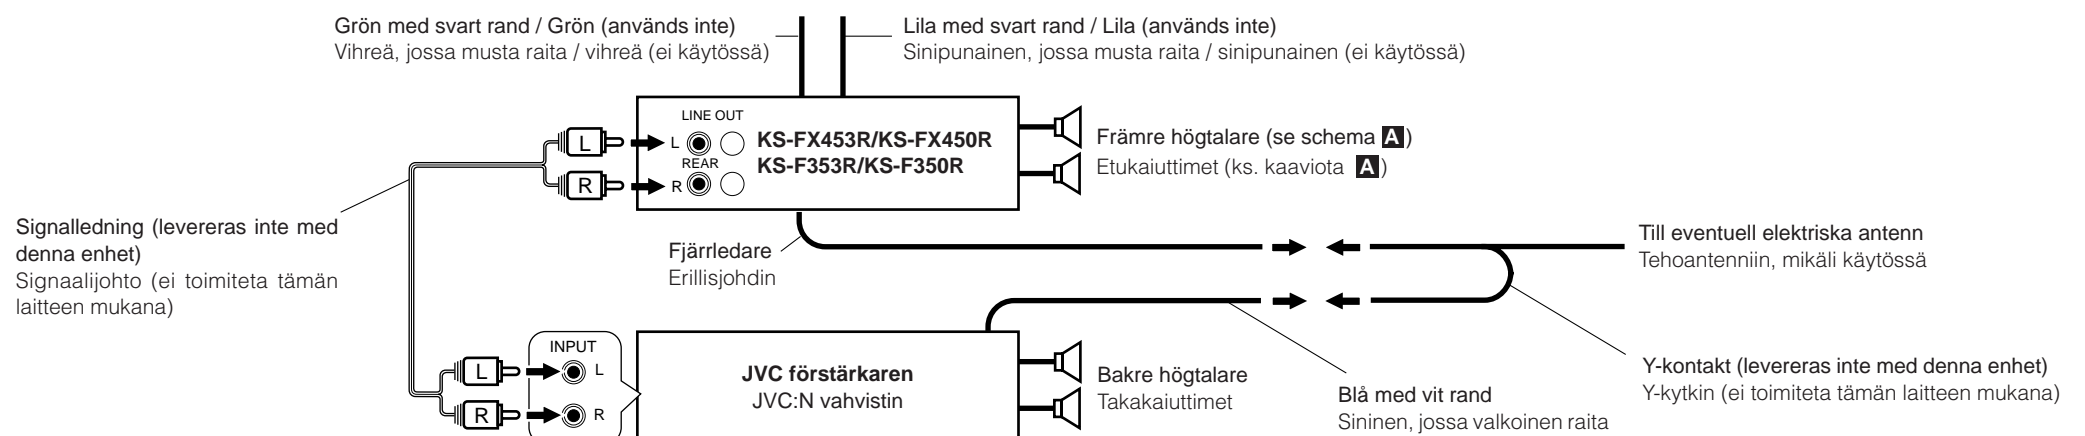 Grön med svart rand / Grön (används inte)
Vihreä, jossa musta raita / vihreä (ei käytössä)
Lila med svart rand / Lila (används inte)
Sinipunainen, jossa musta raita / sinipunainen (ei käytössä)
LINE OUT
L
L
REAR
R
R
KS-FX453R/KS-FX450R
KS-F353R/KS-F350R
Främre högtalare (se schema A)
Etukaiuttimet (ks. kaaviota A)
Signalledning (levereras inte med
denna enhet)
Signaalijohto (ei toimiteta tämän
laitteen mukana)
Fjärrledare
Erillisjohdin
Till eventuell elektriska antenn
Tehoantenniin, mikäli käytössä
INPUT
L
L
R
R
JVC förstärkaren
JVC:N vahvistin
Bakre högtalare
Takakaiuttimet
Blå med vit rand
Sininen, jossa valkoinen raita
Y-kontakt (levereras inte med denna enhet)
Y-kytkin (ei toimiteta tämän laitteen mukana)